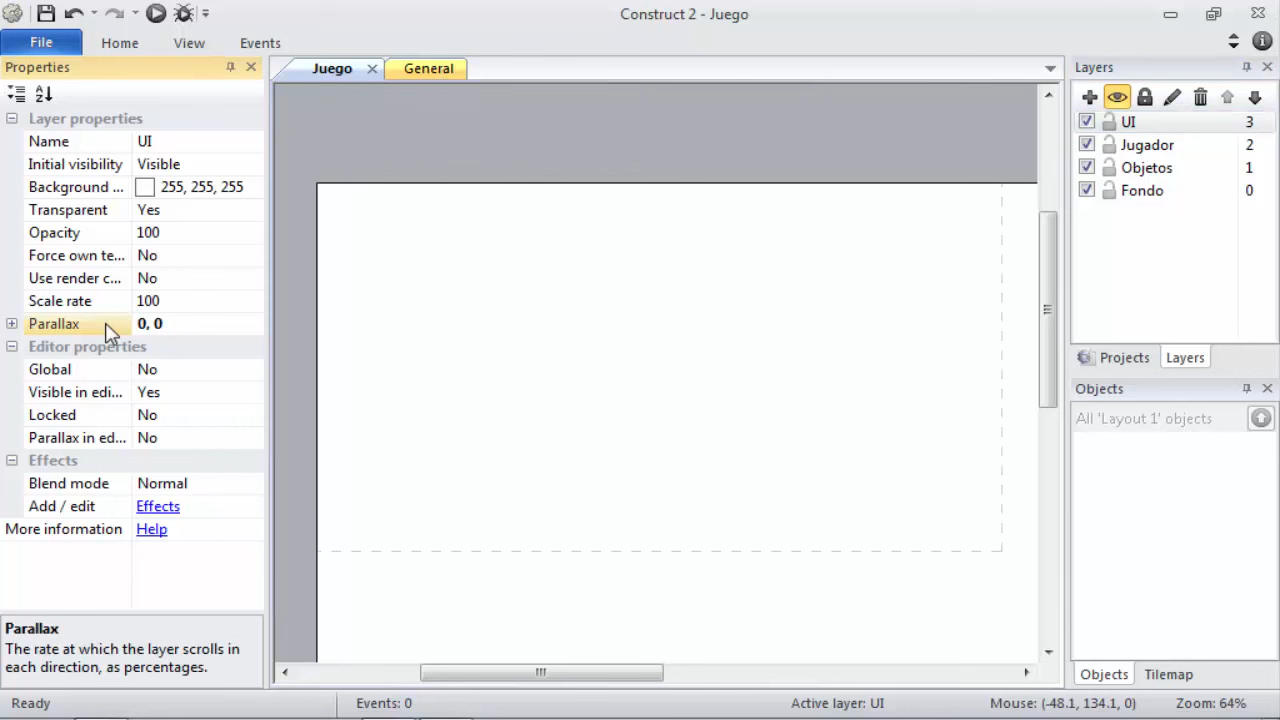 Construct 2 - Juego
File
Home
View
Events
Properties
Layer properties
Name UI
Initial visibility Visible
Background ... 255, 255, 255
Transparent Yes
Opacity 100
Force own te... No
Use render c... No
Scale rate 100
Parallax 0, 0
Editor properties
Global No
Visible in edi... Yes
Locked No
Parallax in ed... No
Effects
Blend mode Normal
Add / edit Effects
More information Help
Parallax
The rate at which the layer scrolls in
each direction, as percentages.
Juego
General
Layers
UI 3
Jugador 2
Objetos 1
Fondo 0
Projects
Layers
Objects
All 'Layout 1' objects
Objects
Tilemap
Ready
Events: 0
Active layer: UI
Mouse: (-48.1, 134.1, 0)
Zoom: 64%